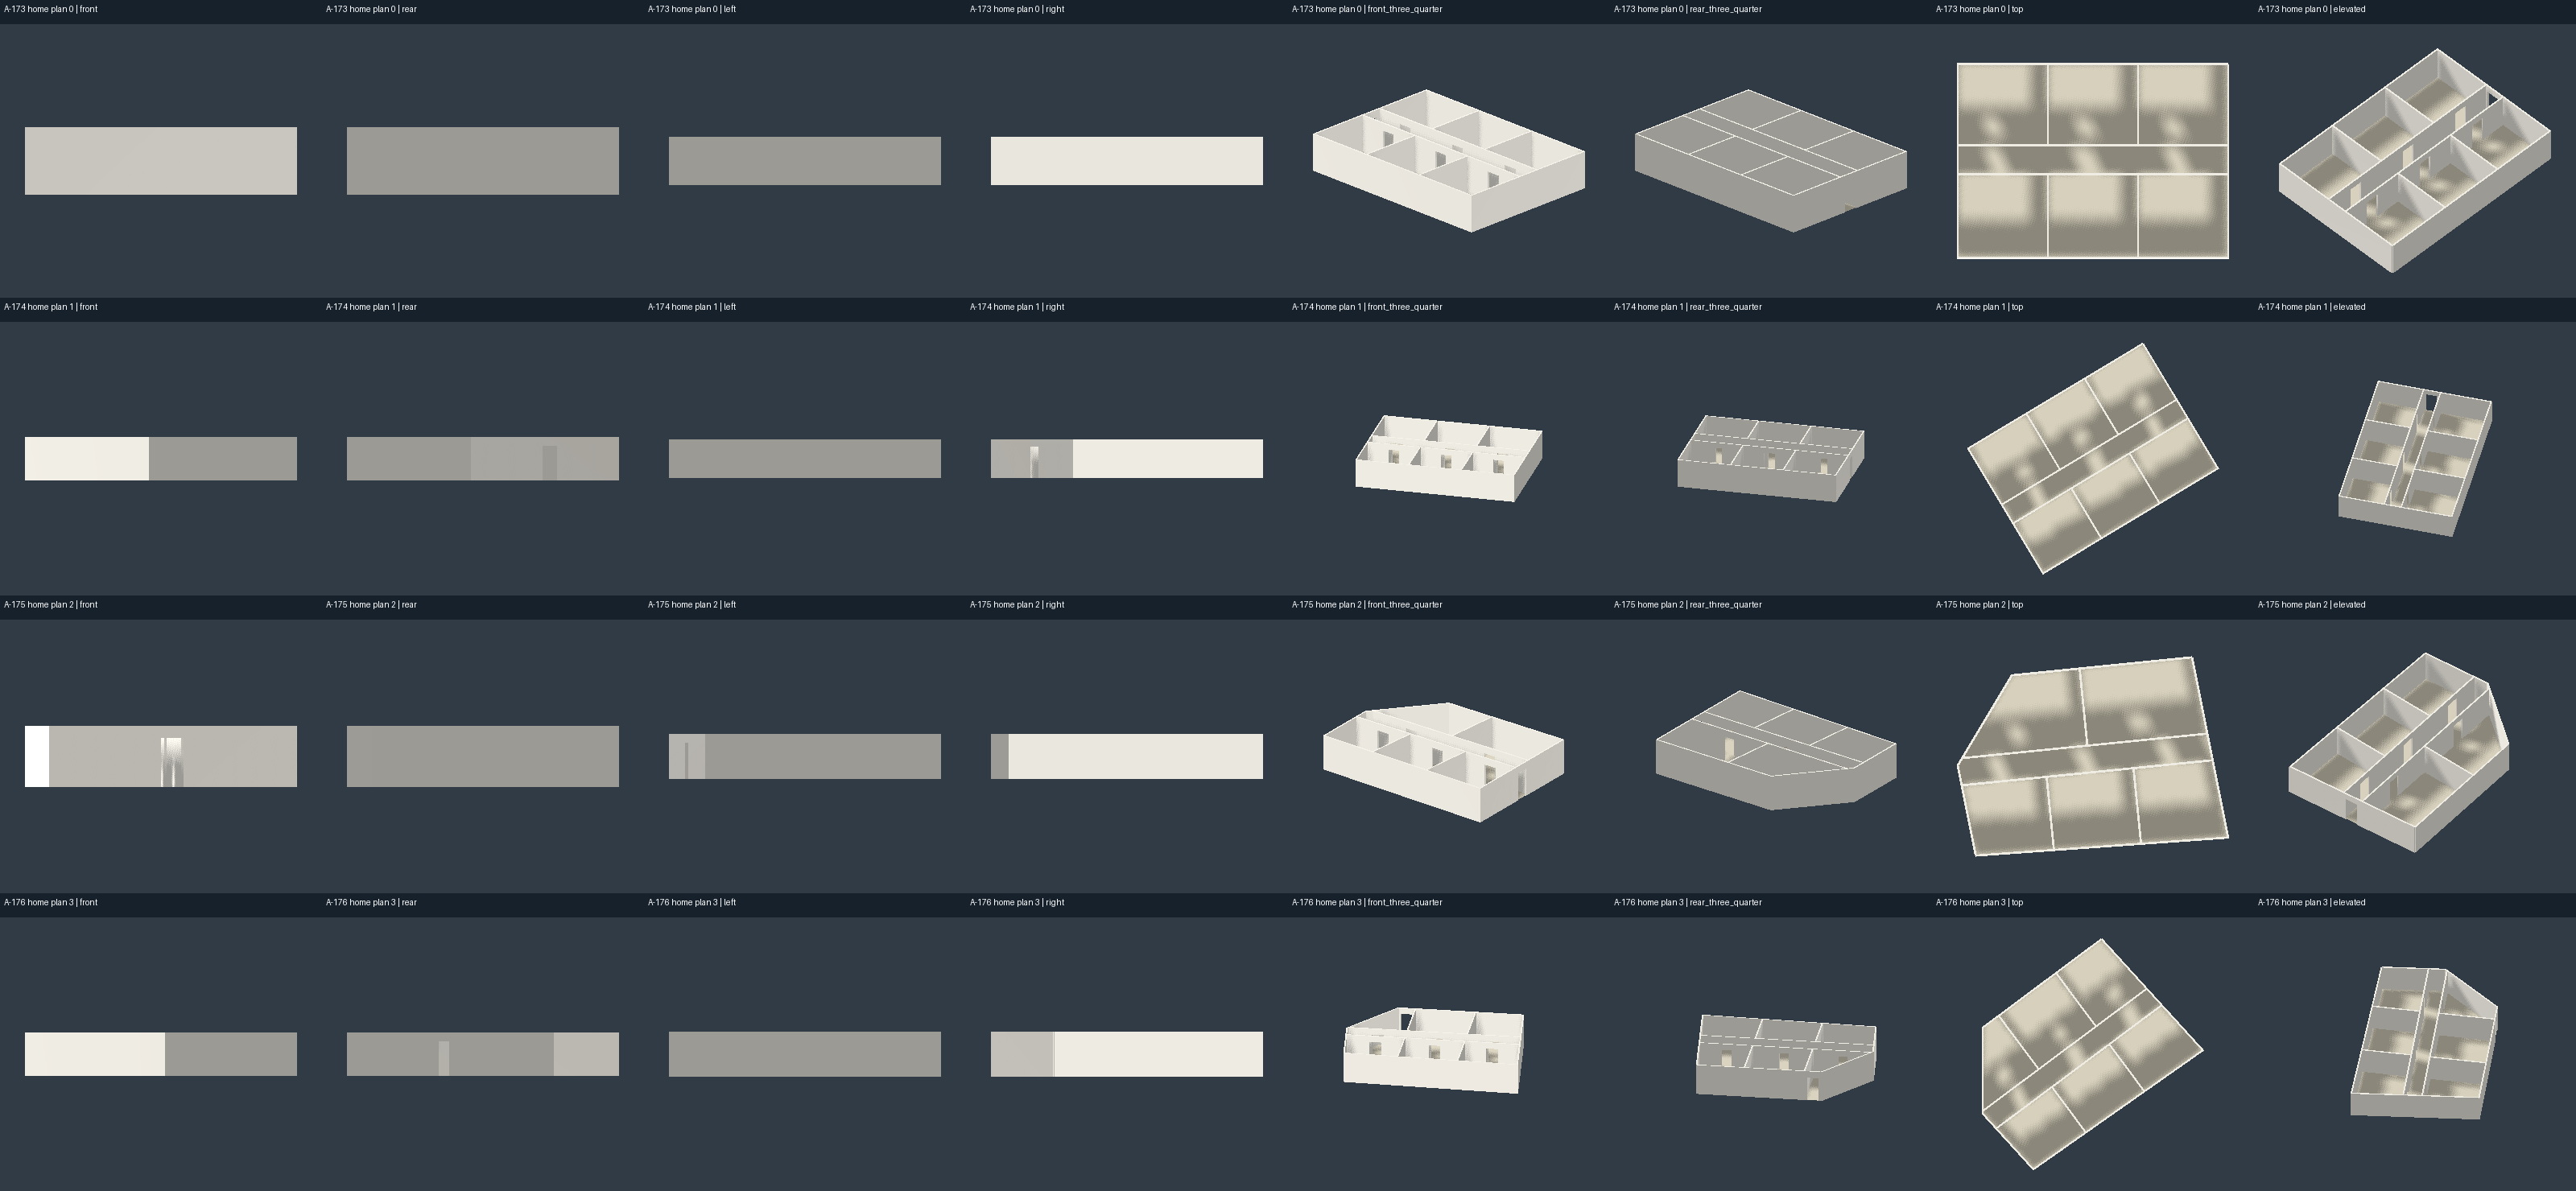 A-173 home plan 0 | front
A-173 home plan 0 | rear
A-173 home plan 0 | left
A-173 home plan 0 | right
A-173 home plan 0 | front_three_quarter
A-173 home plan 0 | rear_three_quarter
A-173 home plan 0 | top
A-173 home plan 0 | elevated
A-174 home plan 1 | front
A-174 home plan 1 | rear
A-174 home plan 1 | left
A-174 home plan 1 | right
A-174 home plan 1 | front_three_quarter
A-174 home plan 1 | rear_three_quarter
A-174 home plan 1 | top
A-174 home plan 1 | elevated
A-175 home plan 2 | front
A-175 home plan 2 | rear
A-175 home plan 2 | left
A-175 home plan 2 | right
A-175 home plan 2 | front_three_quarter
A-175 home plan 2 | rear_three_quarter
A-175 home plan 2 | top
A-175 home plan 2 | elevated
A-176 home plan 3 | front
A-176 home plan 3 | rear
A-176 home plan 3 | left
A-176 home plan 3 | right
A-176 home plan 3 | front_three_quarter
A-176 home plan 3 | rear_three_quarter
A-176 home plan 3 | top
A-176 home plan 3 | elevated